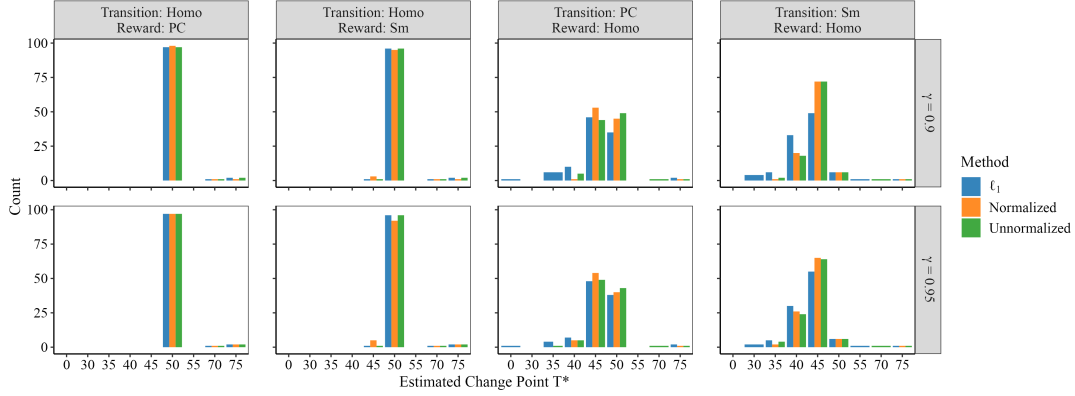 Transition: Homo
Reward: PC
Transition: Homo
Reward: Sm
Transition: PC
Reward: Homo
Transition: Sm
Reward: Homo
100
75
50
25
0
γ = 0.9
100
75
50
25
0
γ = 0.95
Count
0 30 35 40 45 50 70 75
0 30 35 40 45 50 70 75
0 30 35 40 45 50 70 75
0 30 35 40 45 50 55 70 75
Estimated Change Point T*
Method
ℓ₁
Normalized
Unnormalized